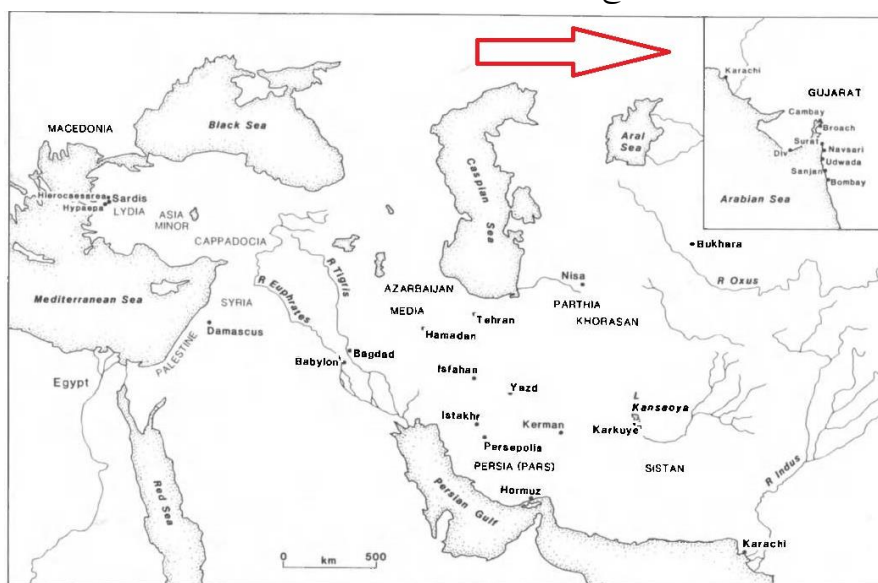 Karachi
GUJARAT
Cambay
Broach
Surat
Navsari
Div
Udwada
Sanjan
Bombay
Arabian Sea
MACEDONIA
Black Sea
Aral
Sea
Caspian
Sea
Hierocaesarea
Sardis
Hypaepa
LYDIA
ASIA
MINOR
CAPPADOCIA
Bukhara
R Oxus
Nisa
R Tigris
R Euphrates
AZARBAIJAN
PARTHIA
KHORASAN
Mediterranean Sea
SYRIA
MEDIA
Tehran
Hamadan
Damascus
PALESTINE
Bagdad
Babylon
Egypt
Isfahan
Yazd
L
Kansaoya
Istakhr
Kerman
Karkuye
Persepolis
PERSIA (PARS)
SISTAN
R Indus
Red Sea
Persian Gulf
Hormuz
Karachi
0 500
km